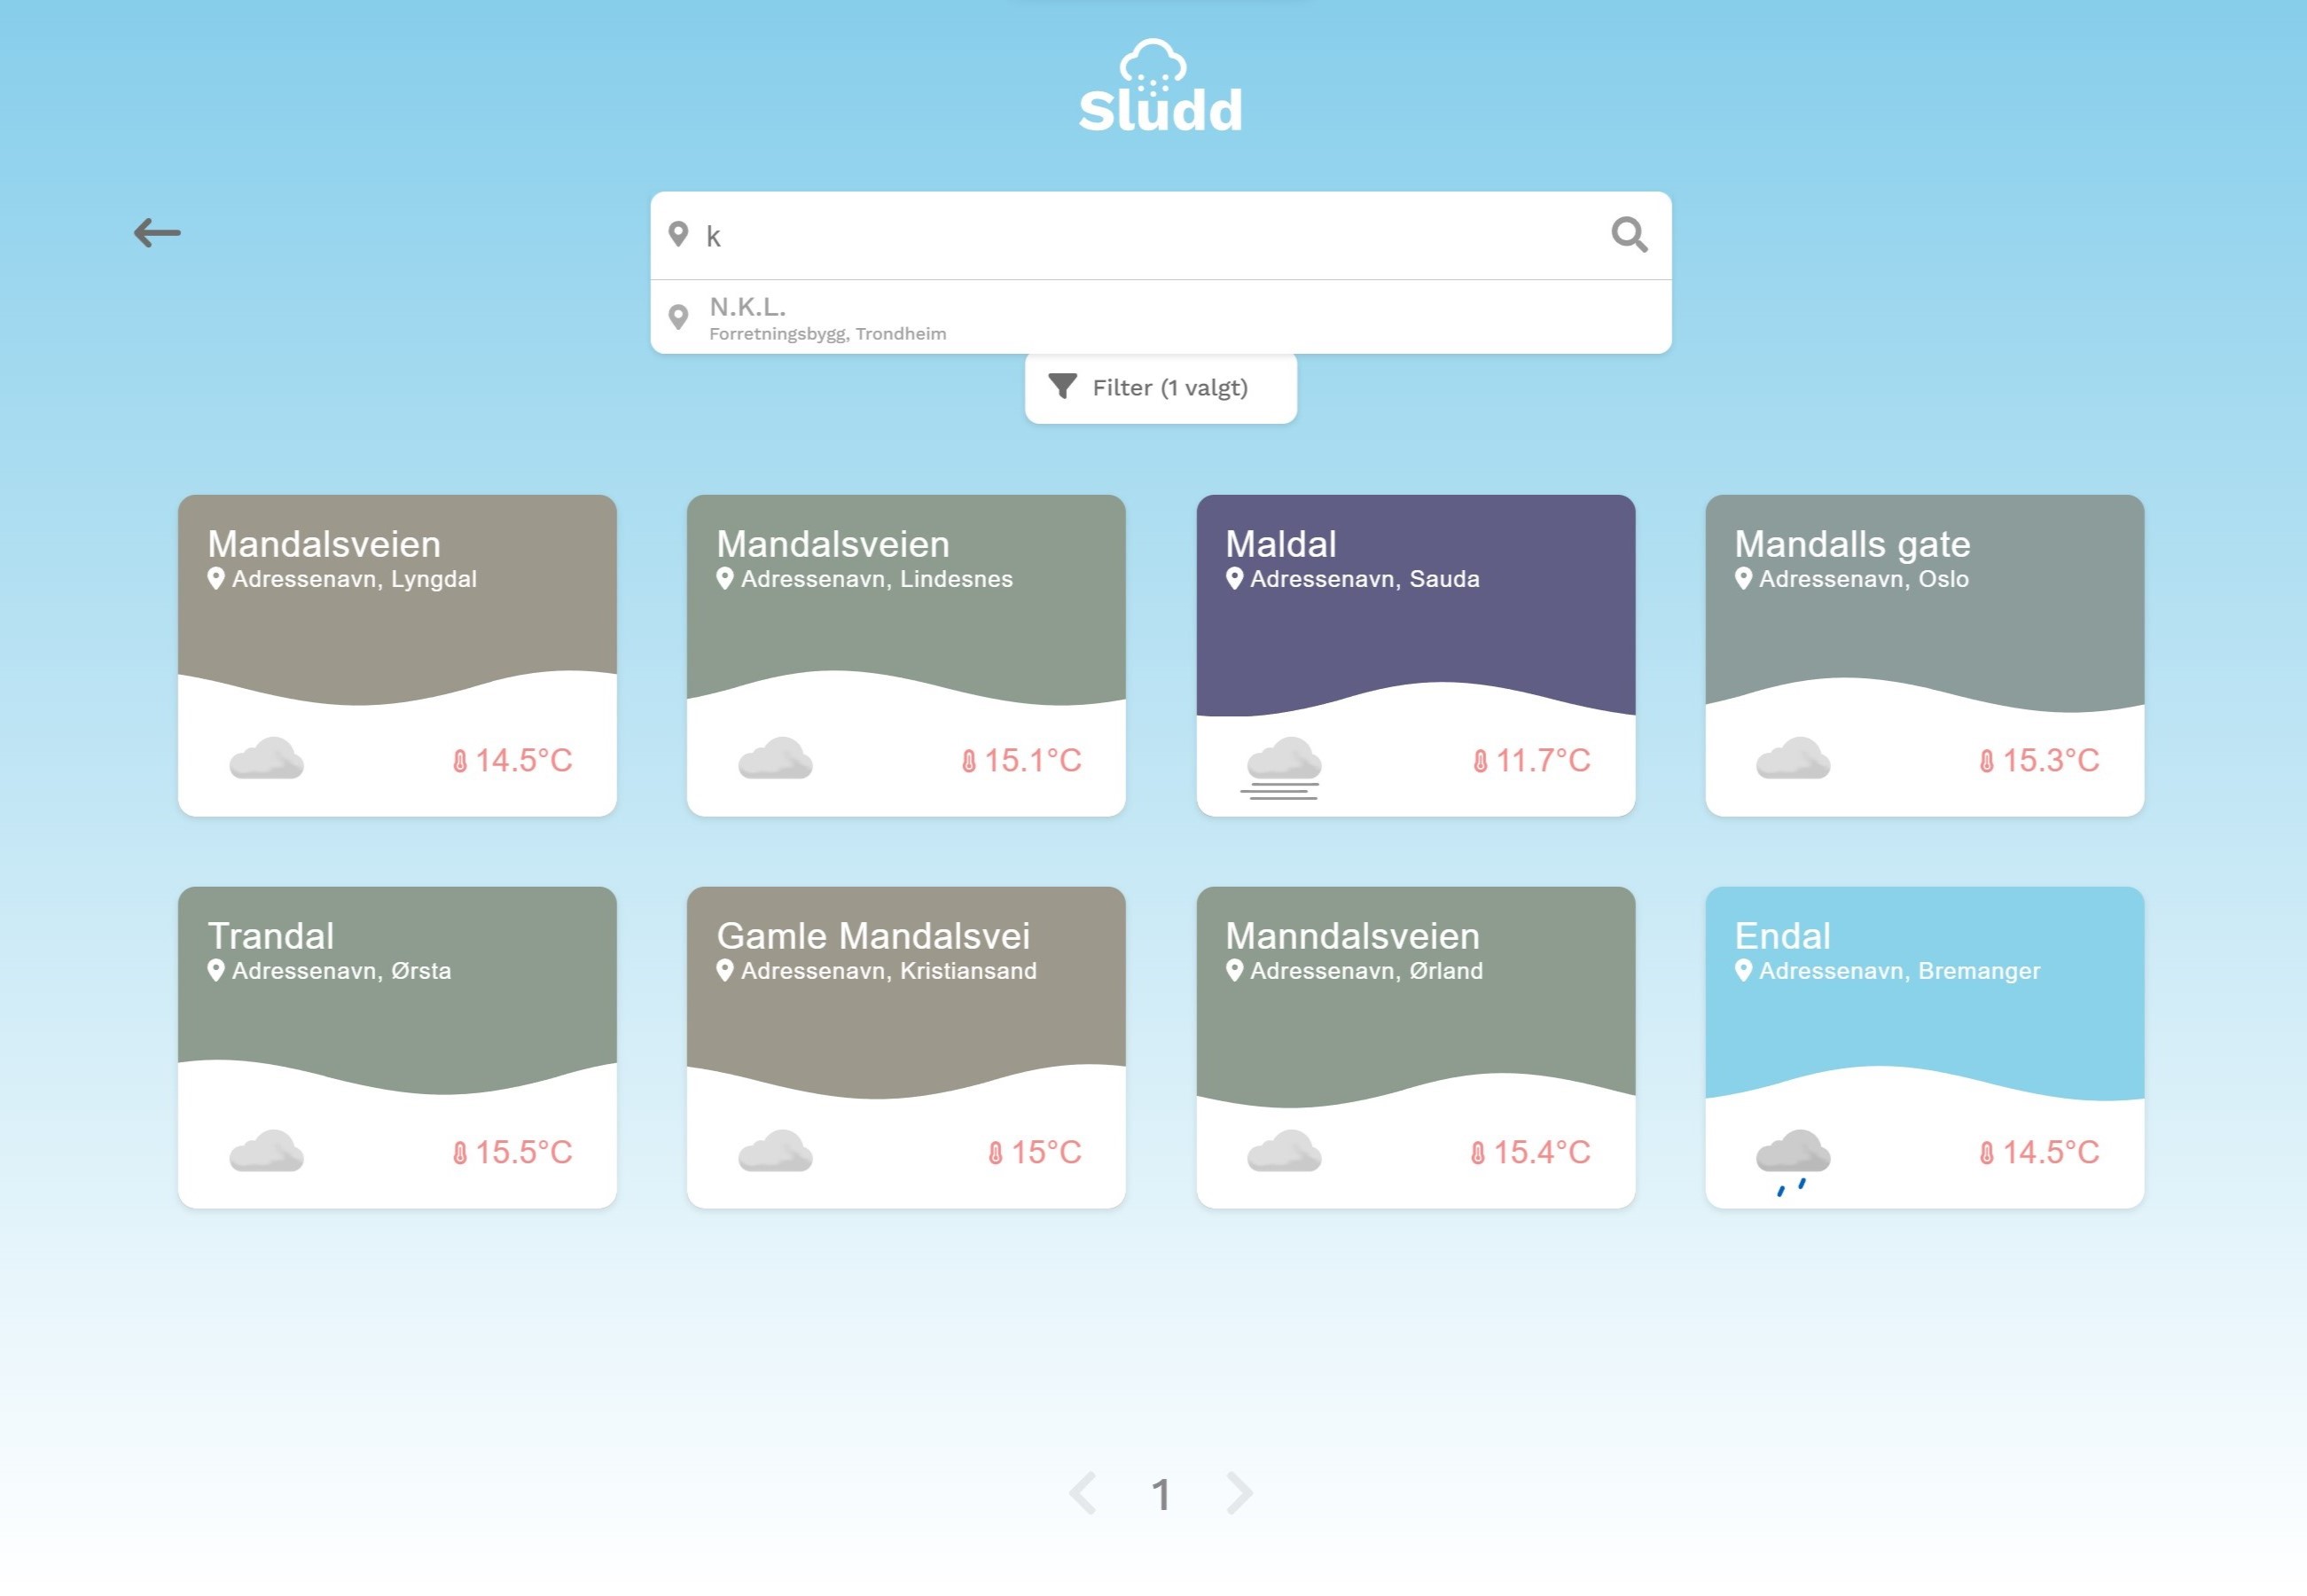 Slüdd
k
N.K.L.
Forretningsbygg, Trondheim
Filter (1 valgt)
Mandalsveien
Adressenavn, Lyngdal
14.5°C
Mandalsveien
Adressenavn, Lindesnes
15.1°C
Maldal
Adressenavn, Sauda
11.7°C
Mandalls gate
Adressenavn, Oslo
15.3°C
Trandal
Adressenavn, Ørsta
15.5°C
Gamle Mandalsvei
Adressenavn, Kristiansand
15°C
Manndalsveien
Adressenavn, Ørland
15.4°C
Endal
Adressenavn, Bremanger
14.5°C
1